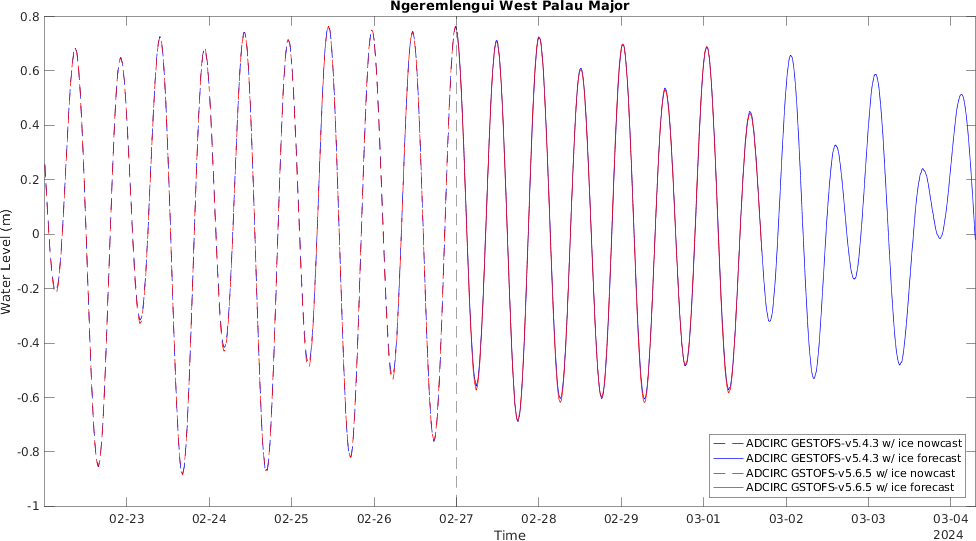 Ngeremlengui West Palau Major
0.8
0.6
0.4
0.2
0
-0.2
-0.4
-0.6
-0.8
-1
Water Level (m)
02-23 02-24 02-25 02-26 02-27 02-28 02-29 03-01 03-02 03-03 03-04
2024
Time
ADCIRC GESTOFS-v5.4.3 w/ ice nowcast
ADCIRC GESTOFS-v5.4.3 w/ ice forecast
ADCIRC GSTOFS-v5.6.5 w/ ice nowcast
ADCIRC GSTOFS-v5.6.5 w/ ice forecast